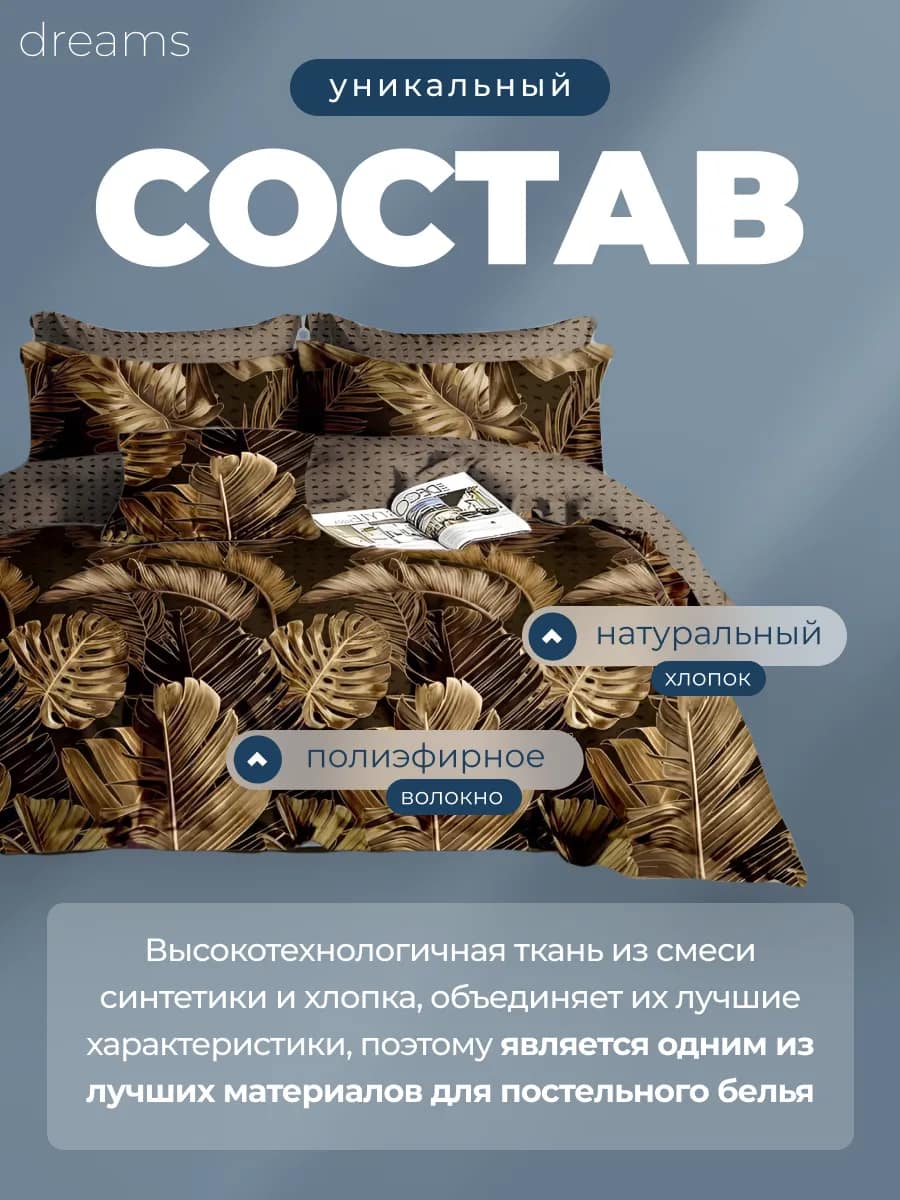 dreams
уникальный
СОСТАВ
натуральный
хлопок
полиэфирное
волокно
Высокотехнологичная ткань из смеси
синтетики и хлопка, объединяет их лучшие
характеристики, поэтому является одним из
лучших материалов для постельного белья